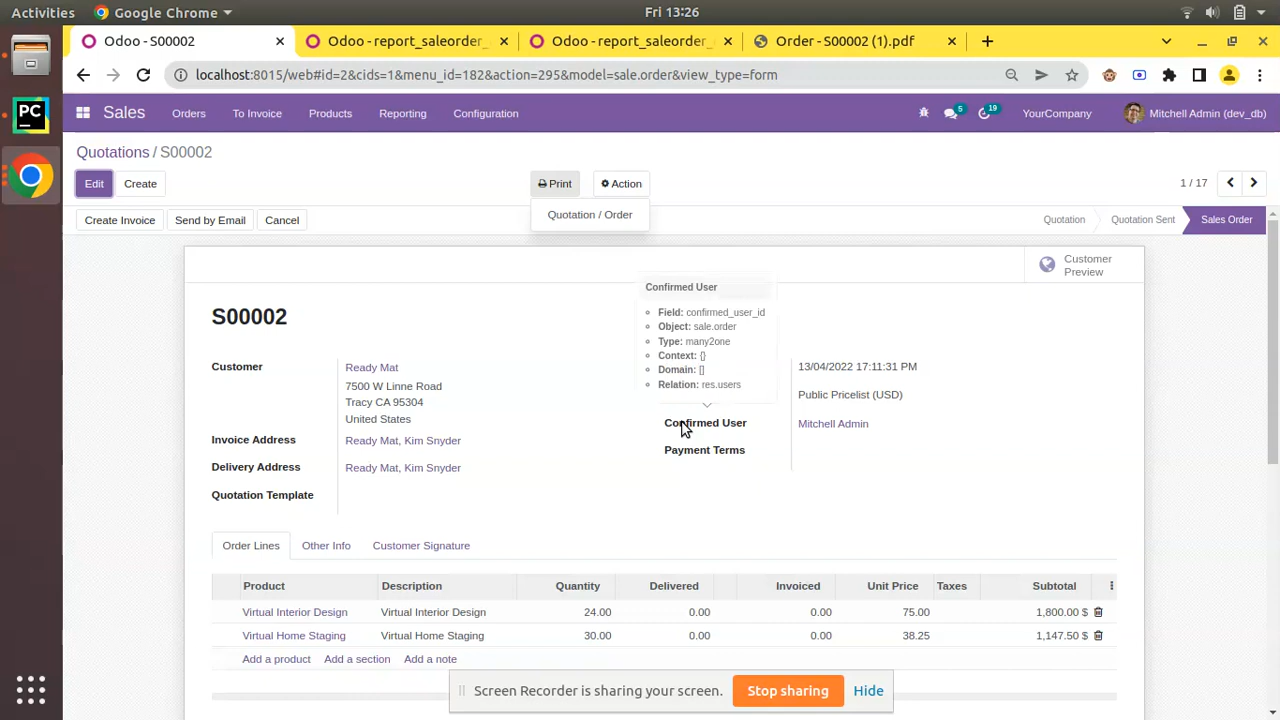 Activities
Google Chrome
Fri 13:26
Odoo - S00002
Odoo - report_saleorder_
Odoo - report_saleorder_
Order - S00002 (1).pdf
localhost:8015/web#id=2&cids=1&menu_id=182&action=295&model=sale.order&view_type=form
Sales
Orders
To Invoice
Products
Reporting
Configuration
5
19
YourCompany
Mitchell Admin (dev_db)
Quotations / S00002
Edit
Create
Print
Action
1 / 17
Quotation / Order
Create Invoice
Send by Email
Cancel
Quotation
Quotation Sent
Sales Order
Customer
Preview
Confirmed User
Field: confirmed_user_id
Object: sale.order
Type: many2one
Context: {}
Domain: []
Relation: res.users
S00002
Customer
Ready Mat
7500 W Linne Road
Tracy CA 95304
United States
13/04/2022 17:11:31 PM
Public Pricelist (USD)
Confirmed User
Mitchell Admin
Invoice Address
Ready Mat, Kim Snyder
Payment Terms
Delivery Address
Ready Mat, Kim Snyder
Quotation Template
Order Lines
Other Info
Customer Signature
Product
Description
Quantity
Delivered
Invoiced
Unit Price
Taxes
Subtotal
Virtual Interior Design
Virtual Interior Design
24.00
0.00
0.00
75.00
1,800.00 $
Virtual Home Staging
Virtual Home Staging
30.00
0.00
0.00
38.25
1,147.50 $
Add a product
Add a section
Add a note
Screen Recorder is sharing your screen.
Stop sharing
Hide
PC